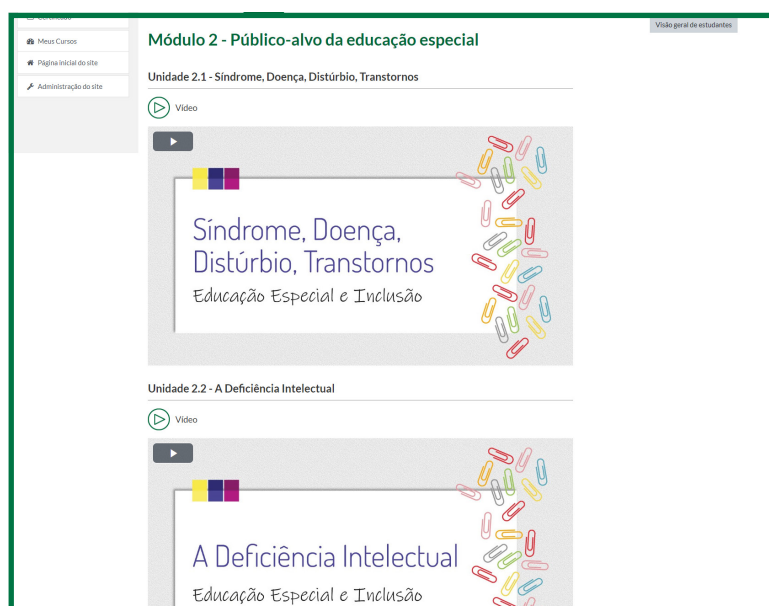 Visão geral de estudantes
Meus Cursos
Página inicial do site
Administração do site
Módulo 2 - Público-alvo da educação especial
Unidade 2.1 - Síndrome, Doença, Distúrbio, Transtornos
Vídeo
Síndrome, Doença,
Distúrbio, Transtornos
Educação Especial e Inclusão
Unidade 2.2 - A Deficiência Intelectual
Vídeo
A Deficiência Intelectual
Educação Especial e Inclusão